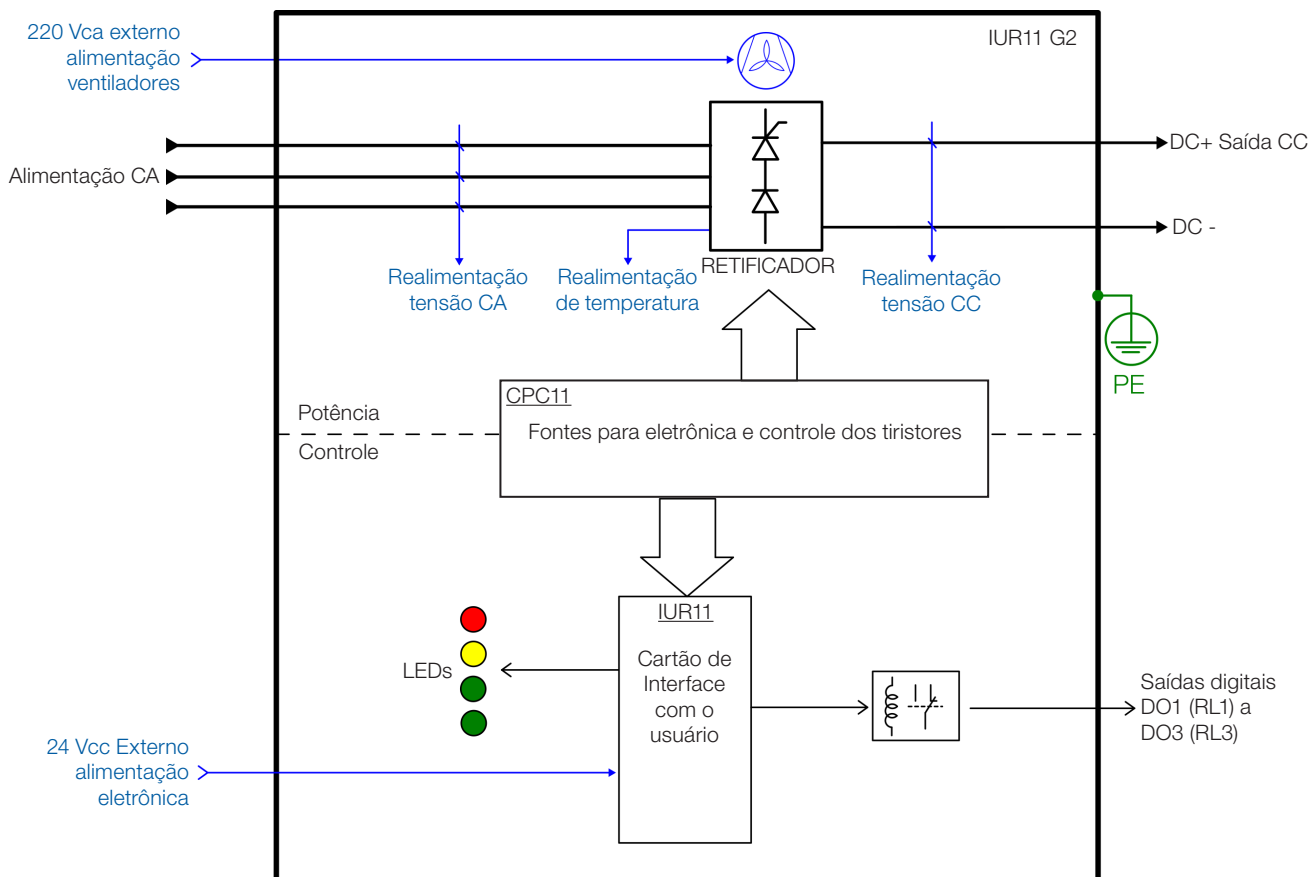 220 Vca externo
alimentação
ventiladores
IUR11 G2
Alimentação CA
DC+ Saída CC
DC -
RETIFICADOR
Realimentação
tensão CA
Realimentação
de temperatura
Realimentação
tensão CC
PE
CPC11
Fontes para eletrônica e controle dos tiristores
Potência
Controle
IUR11
Cartão de
Interface
com o
usuário
LEDs
Saídas digitais
DO1 (RL1) a
DO3 (RL3)
24 Vcc Externo
alimentação
eletrônica